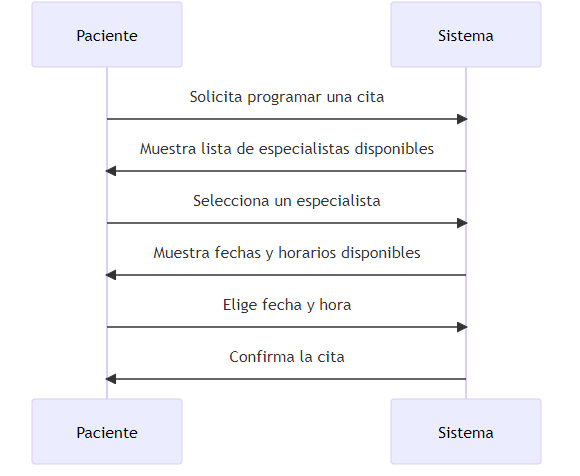 Paciente
Sistema
Solicita programar una cita
Muestra lista de especialistas disponibles
Selecciona un especialista
Muestra fechas y horarios disponibles
Elige fecha y hora
Confirma la cita
Paciente
Sistema